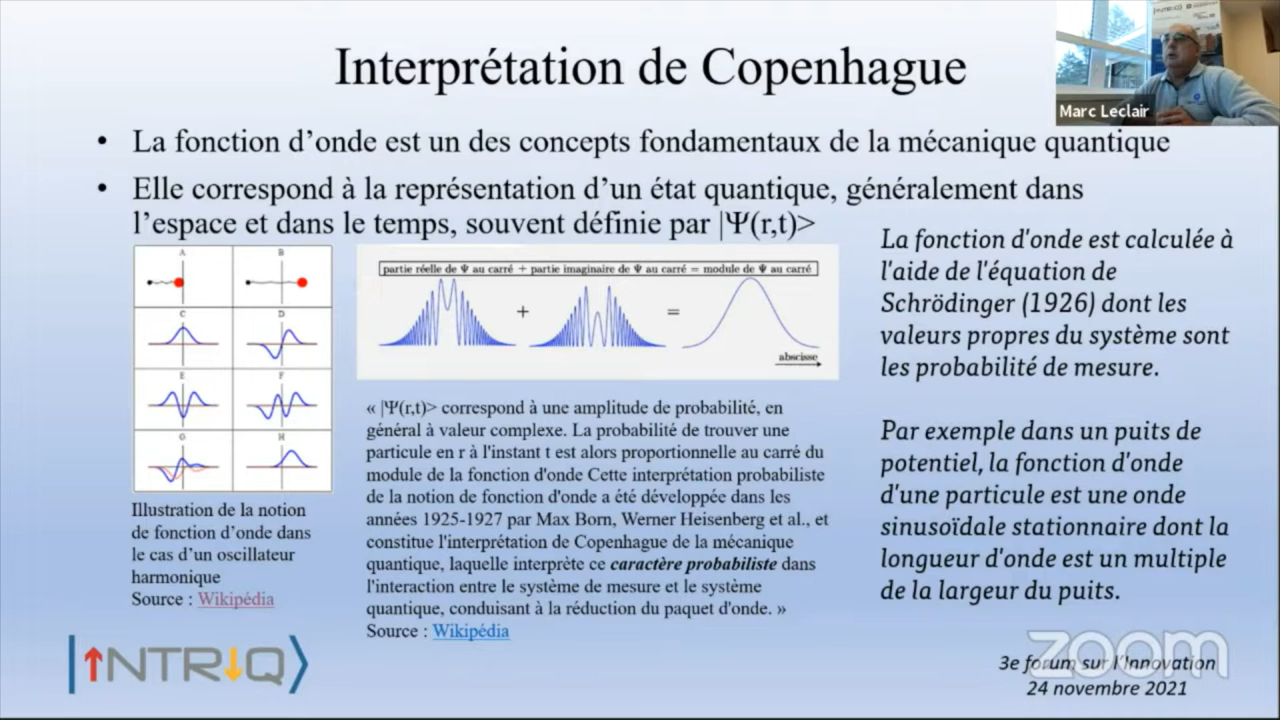 Interprétation de Copenhague
Marc Leclair
• La fonction d’onde est un des concepts fondamentaux de la mécanique quantique
• Elle correspond à la représentation d’un état quantique, généralement dans
l’espace et dans le temps, souvent définie par |Ψ(r,t)>
A
B
C
D
E
F
G
H
Illustration de la notion
de fonction d’onde dans
le cas d’un oscillateur
harmonique
Source : Wikipédia
partie réelle de Ψ au carré + partie imaginaire de Ψ au carré = module de Ψ au carré
+
=
abscisse
« |Ψ(r,t)> correspond à une amplitude de probabilité, en
général à valeur complexe. La probabilité de trouver une
particule en r à l'instant t est alors proportionnelle au carré du
module de la fonction d'onde Cette interprétation probabiliste
de la notion de fonction d'onde a été développée dans les
années 1925-1927 par Max Born, Werner Heisenberg et al., et
constitue l'interprétation de Copenhague de la mécanique
quantique, laquelle interprète ce caractère probabiliste dans
l'interaction entre le système de mesure et le système
quantique, conduisant à la réduction du paquet d'onde. »
Source : Wikipédia
La fonction d'onde est calculée à
l'aide de l'équation de
Schrödinger (1926) dont les
valeurs propres du système sont
les probabilité de mesure.
Par exemple dans un puits de
potentiel, la fonction d'onde
d'une particule est une onde
sinusoïdale stationnaire dont la
longueur d'onde est un multiple
de la largeur du puits.
INTRIQ
zoom
3e forum sur l’Innovation
24 novembre 2021